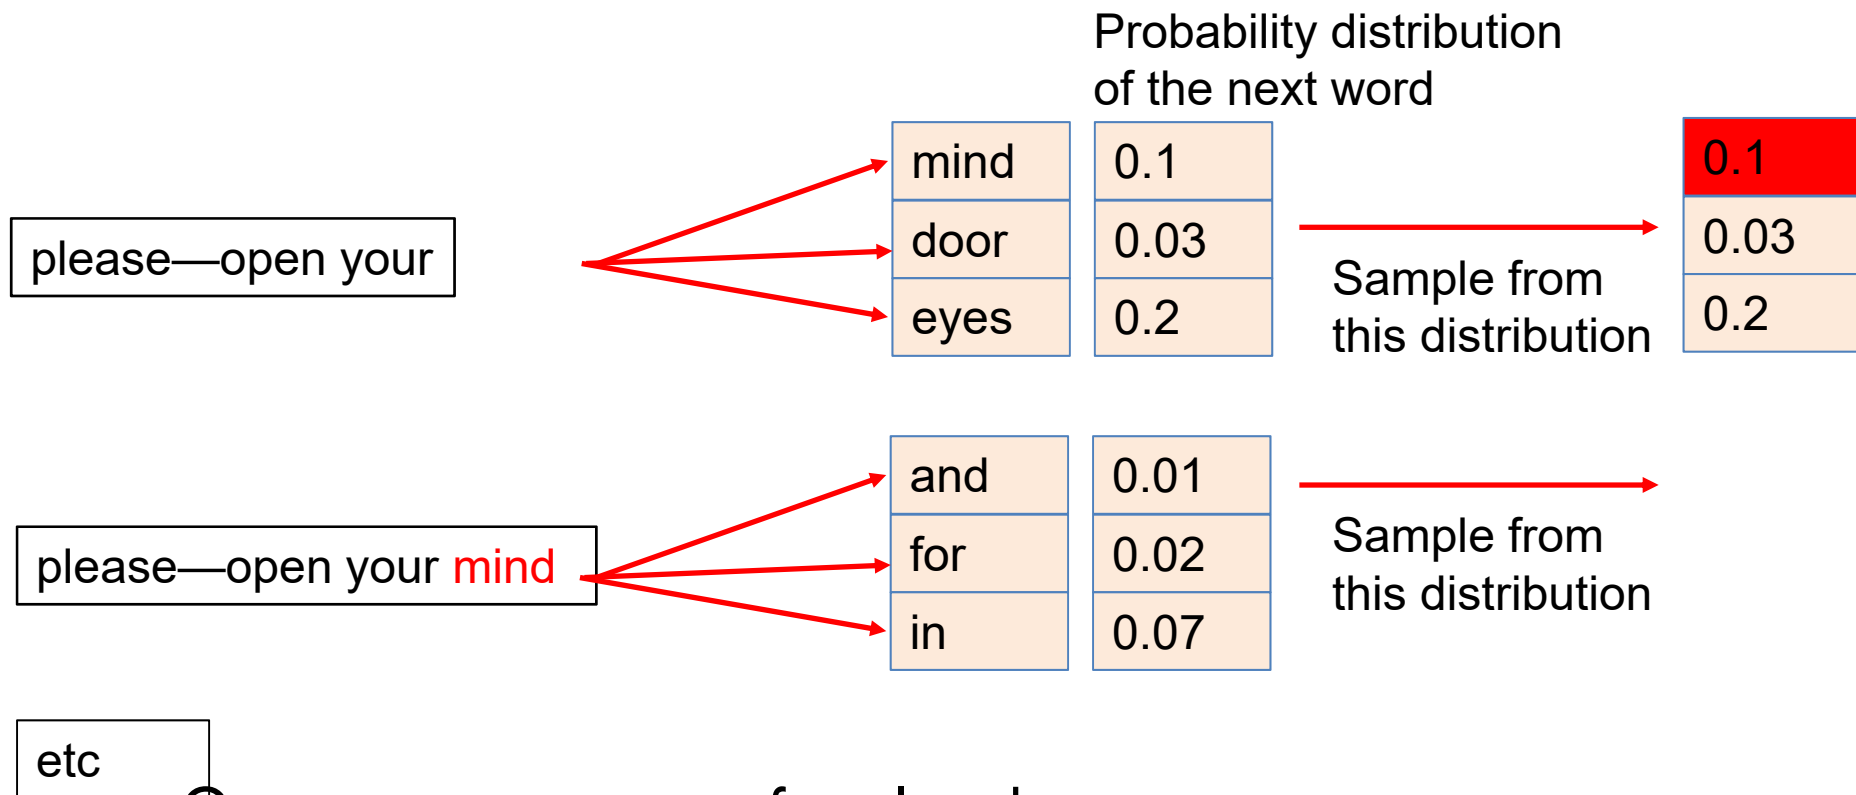 Probability distribution
of the next word
mind 0.1 0.1
please—open your door 0.03 0.03
eyes 0.2 0.2
Sample from
this distribution
and 0.01
please—open your mind for 0.02
in 0.07
Sample from
this distribution
etc